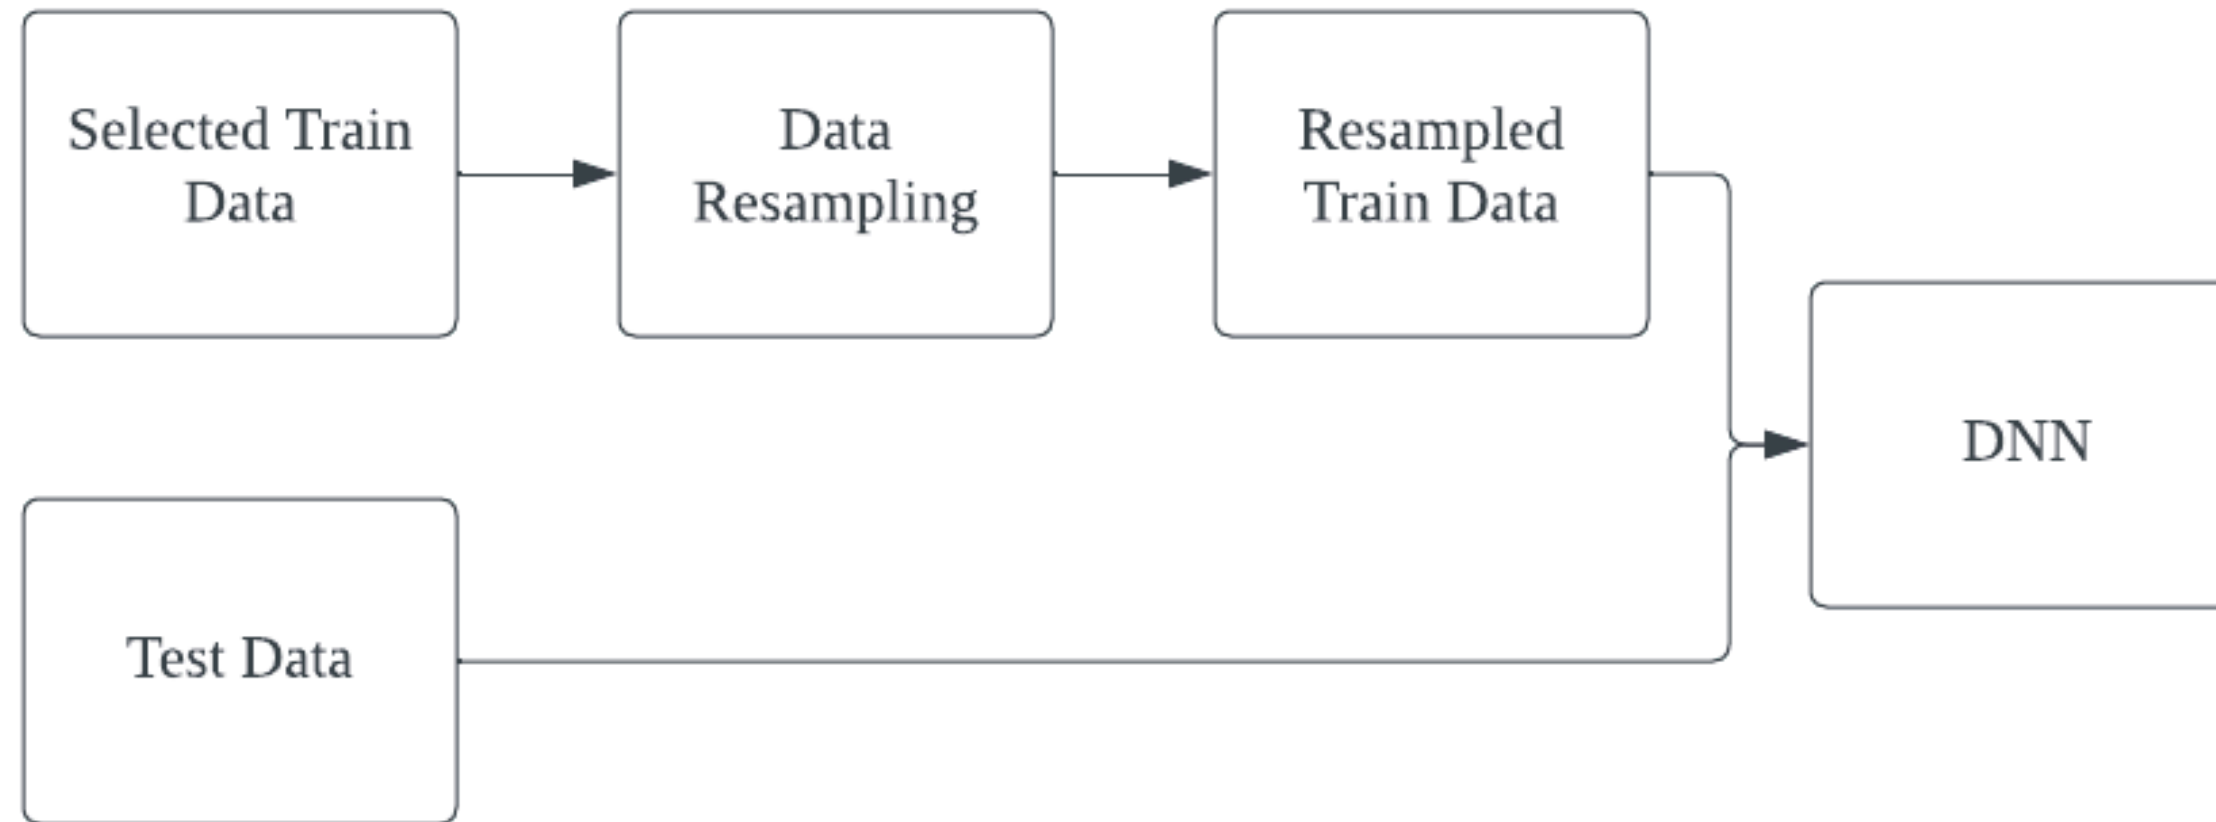 Selected Train
Data
Data
Resampling
Resampled
Train Data
DNN
Test Data